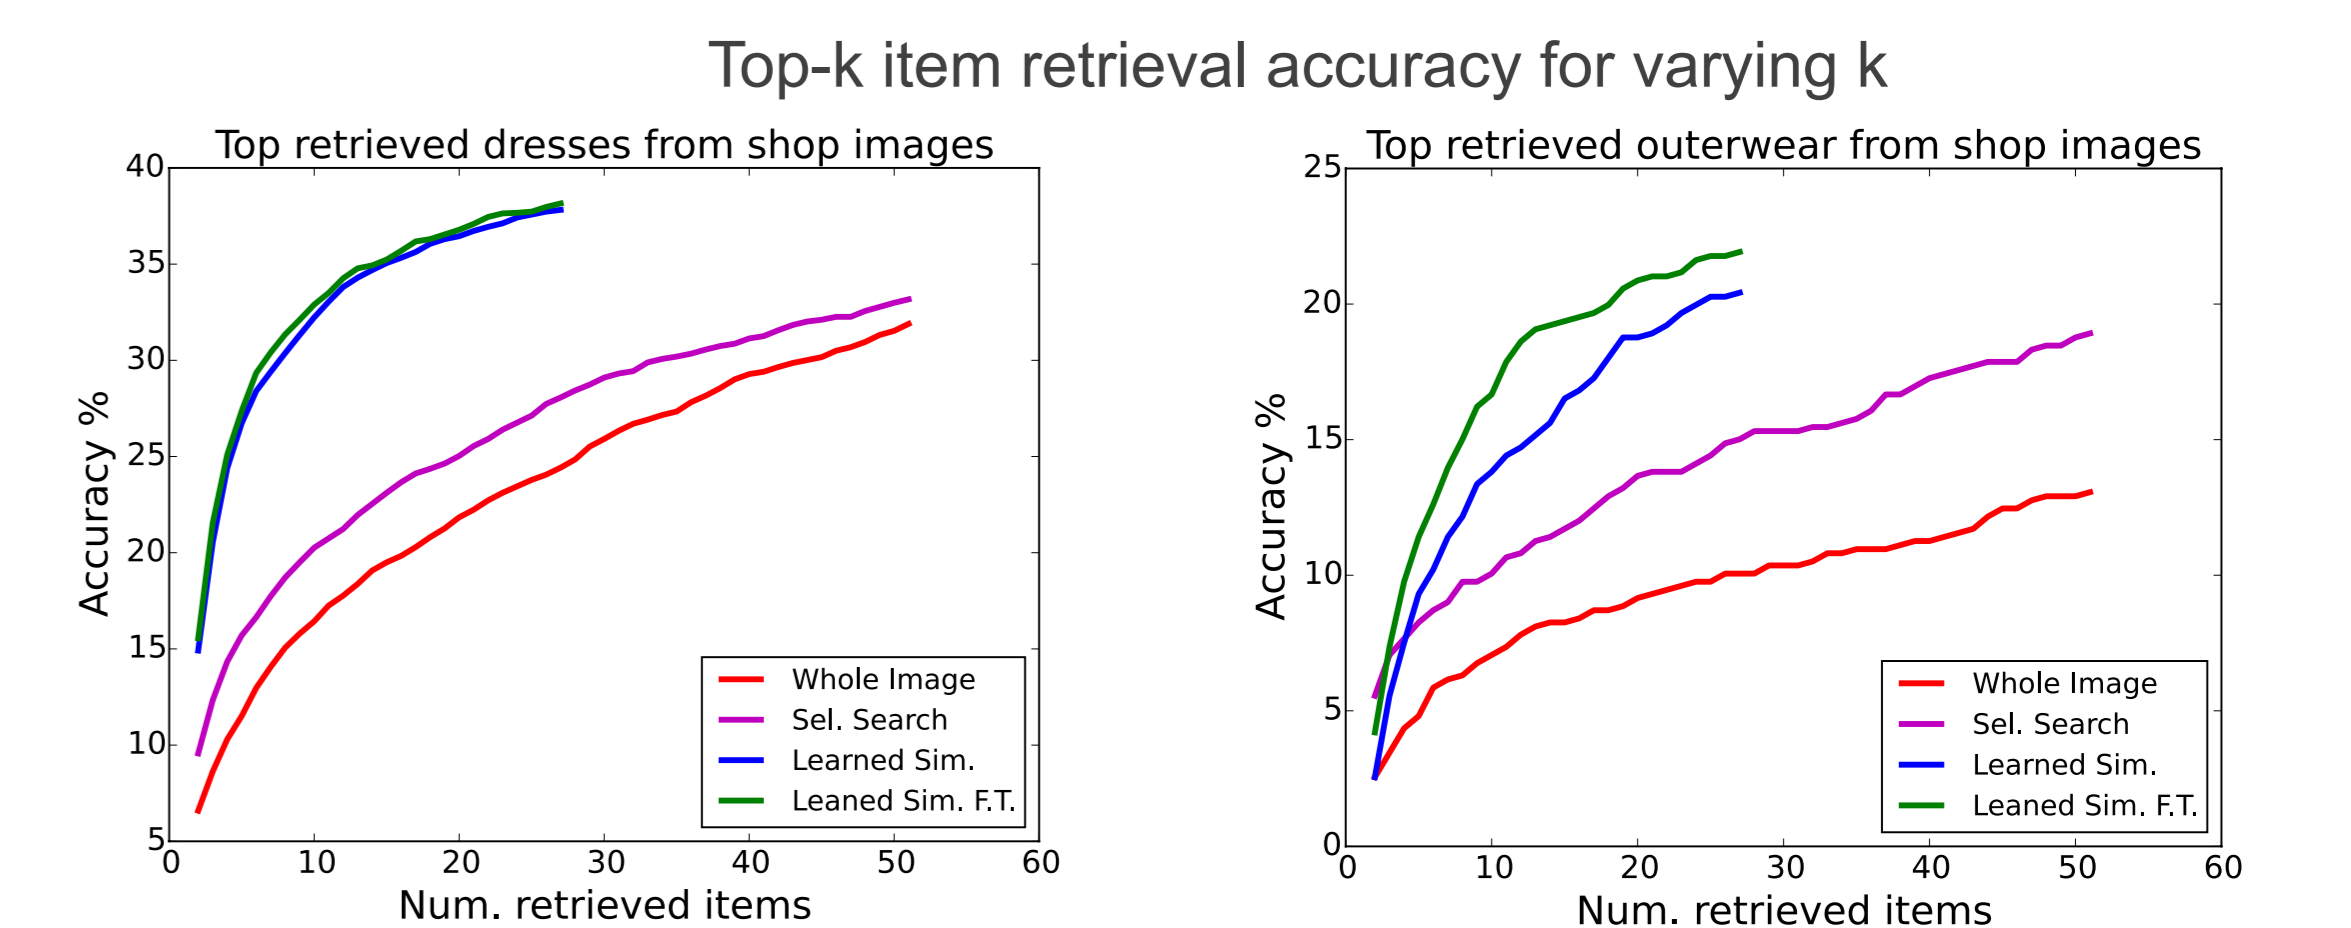 Top-k item retrieval accuracy for varying k
Top retrieved dresses from shop images
40
35
30
25
20
15
10
5
0 10 20 30 40 50 60
Accuracy %
Num. retrieved items
Whole Image
Sel. Search
Learned Sim.
Leaned Sim. F.T.
Top retrieved outerwear from shop images
25
20
15
10
5
0
0 10 20 30 40 50 60
Accuracy %
Num. retrieved items
Whole Image
Sel. Search
Learned Sim.
Leaned Sim. F.T.